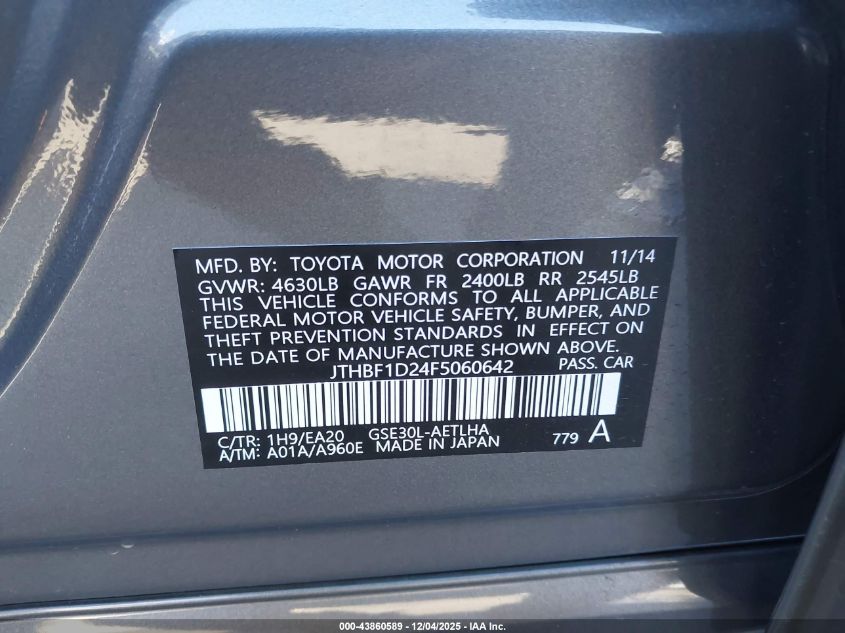 MFD. BY: TOYOTA MOTOR CORPORATION 11/14
GVWR: 4630LB GAWR FR 2400LB RR 2545LB
THIS VEHICLE CONFORMS TO ALL APPLICABLE
FEDERAL MOTOR VEHICLE SAFETY, BUMPER, AND
THEFT PREVENTION STANDARDS IN EFFECT ON
THE DATE OF MANUFACTURE SHOWN ABOVE.
JTHBF1D24F5060642 PASS. CAR
C/TR: 1H9/EA20 GSE30L-AETLHA
A/TM: A01A/A960E MADE IN JAPAN 779 A
000-43860589 - 12/04/2025 - IAA Inc.